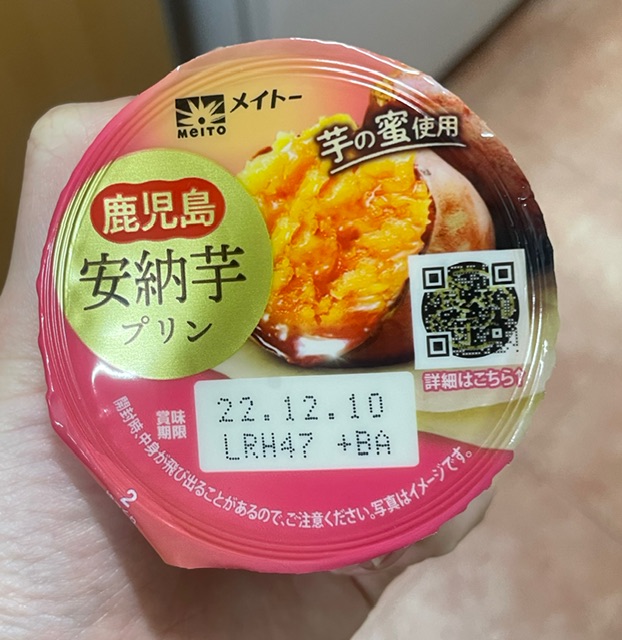 MEITO メイトー
芋の蜜使用
鹿児島
安納芋
プリン
詳細はこちら↑
賞味
期限
22.12.10
LRH47 +BA
開封時、中身が飛び出ることがあるので、ご注意ください。写真はイメージです。
2